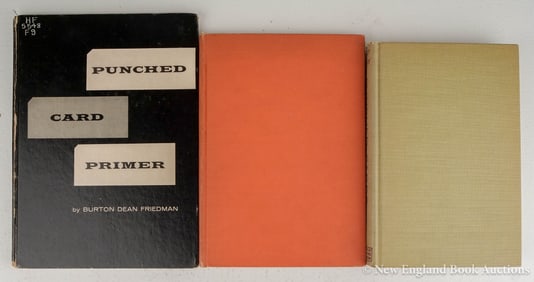 HF
5548
F9
PUNCHED
CARD
PRIMER
by BURTON DEAN FRIEDMAN
© New England Book Auctions